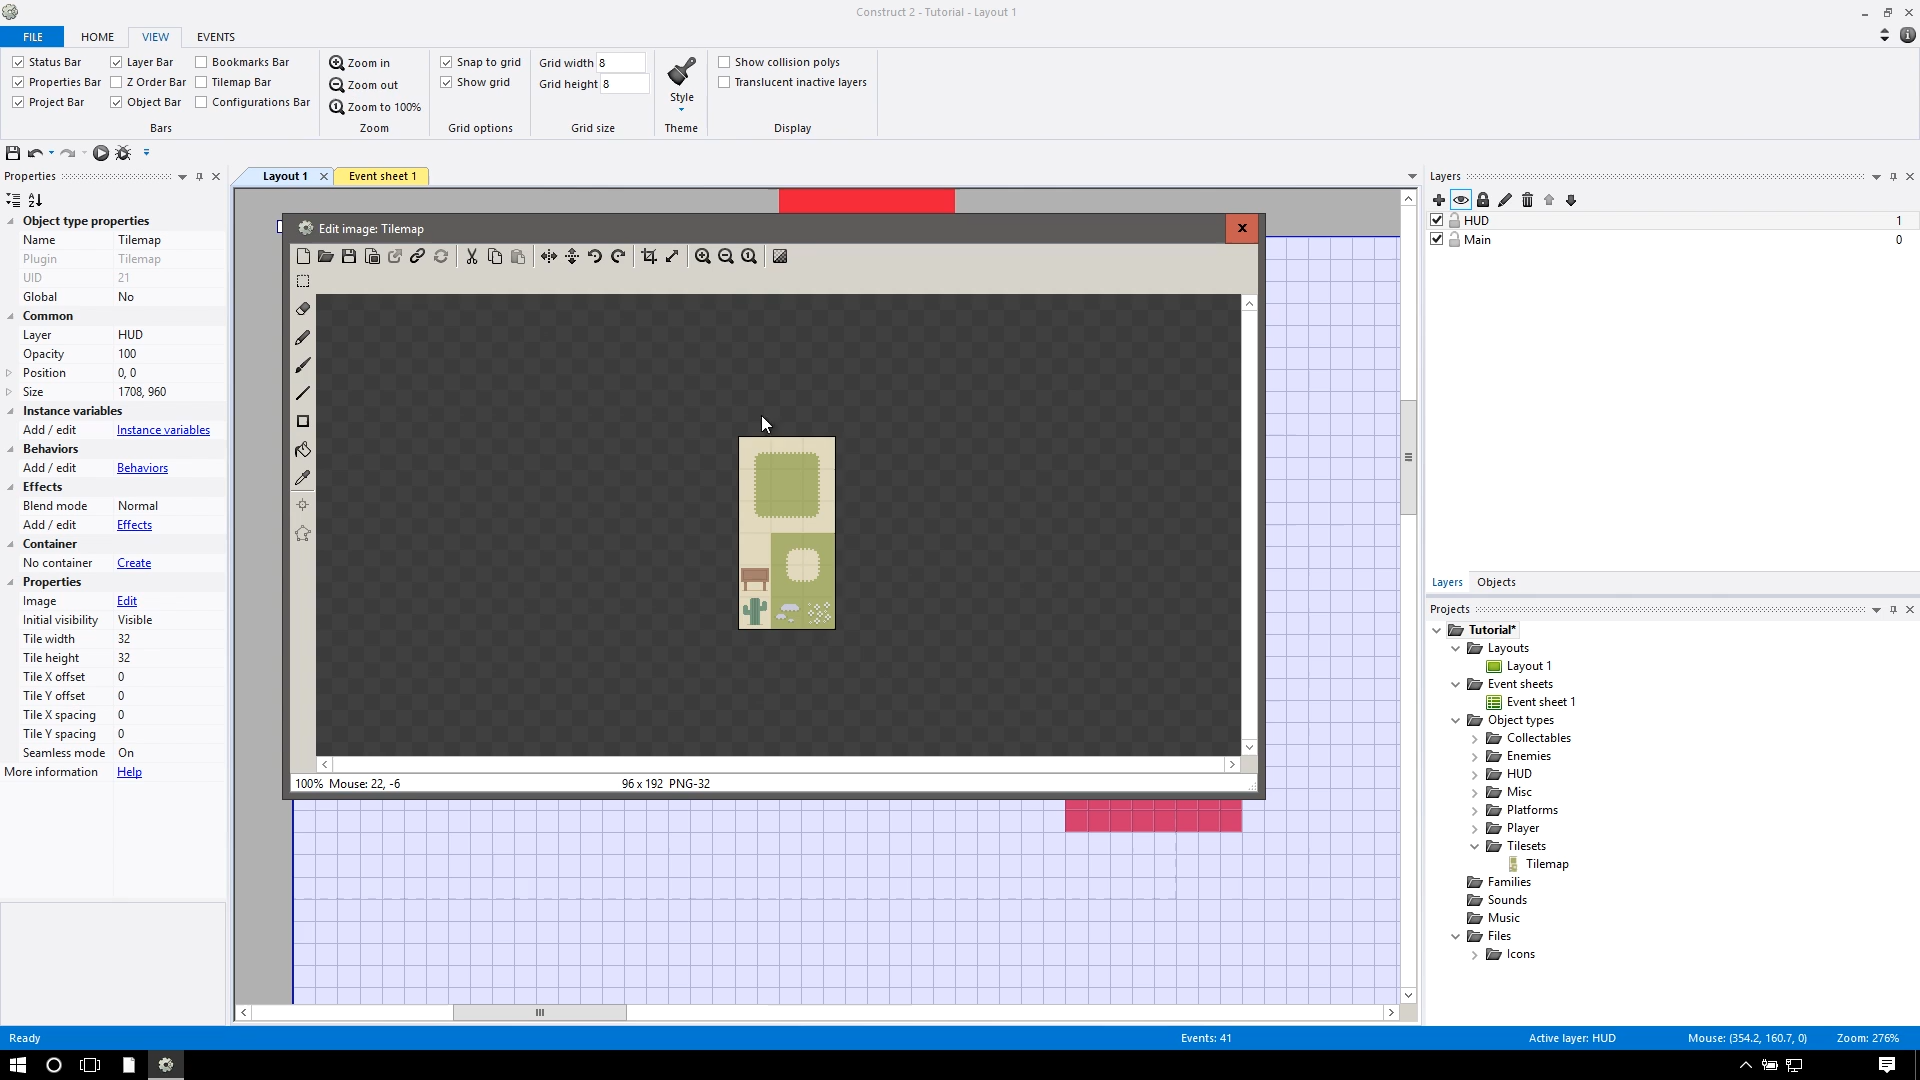 Construct 2 - Tutorial - Layout 1
FILE HOME VIEW EVENTS
Status Bar Layer Bar Bookmarks Bar Zoom in Snap to grid Grid width 8 Show collision polys
Properties Bar Z Order Bar Tilemap Bar Zoom out Show grid Grid height 8 Style Translucent inactive layers
Project Bar Object Bar Configurations Bar Zoom to 100%
Bars Zoom Grid options Grid size Theme Display
Properties
Layout 1 Event sheet 1
Layers
Object type properties
Name Tilemap
Plugin Tilemap
UID 21
Global No
Common
Layer HUD
Opacity 100
Position 0, 0
Size 1708, 960
Instance variables
Add / edit Instance variables
Behaviors
Add / edit Behaviors
Effects
Blend mode Normal
Add / edit Effects
Container
No container Create
Properties
Image Edit
Initial visibility Visible
Tile width 32
Tile height 32
Tile X offset 0
Tile Y offset 0
Tile X spacing 0
Tile Y spacing 0
Seamless mode On
More information Help
Edit image: Tilemap
100% Mouse: 22, -6 96 x 192 PNG-32
HUD 1
Main 0
Layers Objects
Projects
Tutorial*
Layouts
Layout 1
Event sheets
Event sheet 1
Object types
Collectables
Enemies
HUD
Misc
Platforms
Player
Tilesets
Tilemap
Families
Sounds
Music
Files
Icons
Ready Events: 41 Active layer: HUD Mouse: (354.2, 160.7, 0) Zoom: 276%